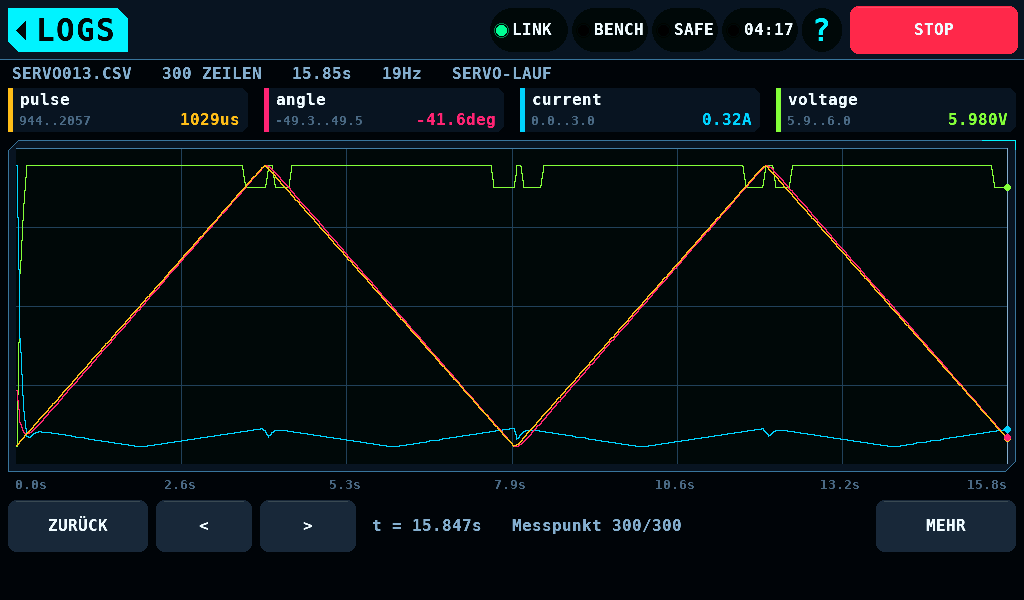 LOGS LINK BENCH SAFE 04:17 ? STOP
SERVO013.CSV 300 ZEILEN 15.85s 19Hz SERVO-LAUF
pulse angle current voltage
944..2057 1029us -49.3..49.5 -41.6deg 0.0..3.0 0.32A 5.9..6.0 5.980V
0.0s 2.6s 5.3s 7.9s 10.6s 13.2s 15.8s
ZURÜCK < > t = 15.847s Messpunkt 300/300 MEHR